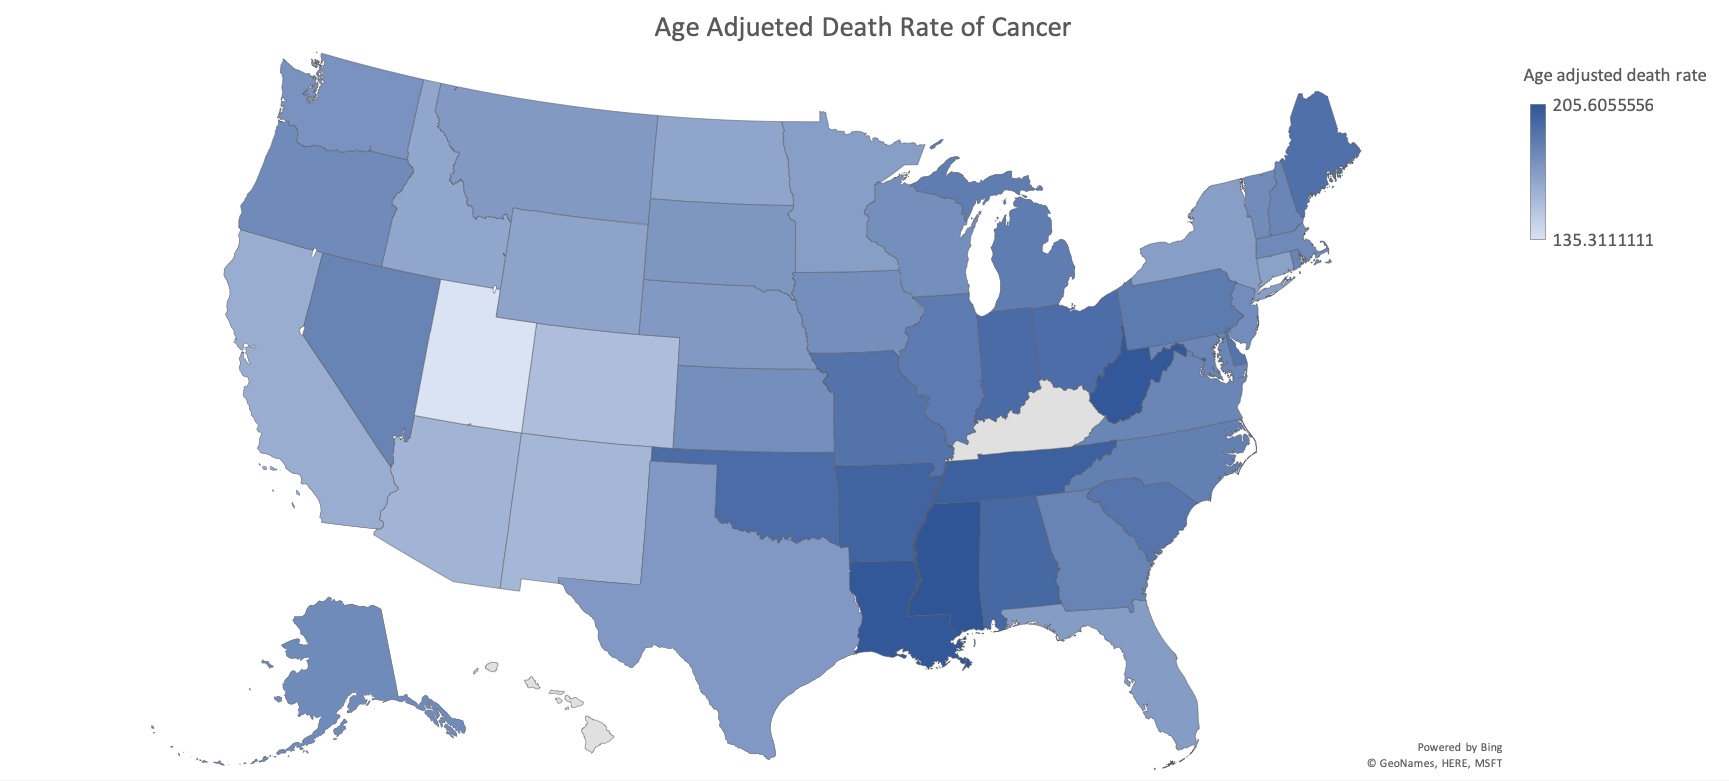 Age Adjueted Death Rate of Cancer
Age adjusted death rate
205.6055556
135.3111111
Powered by Bing
© GeoNames, HERE, MSFT